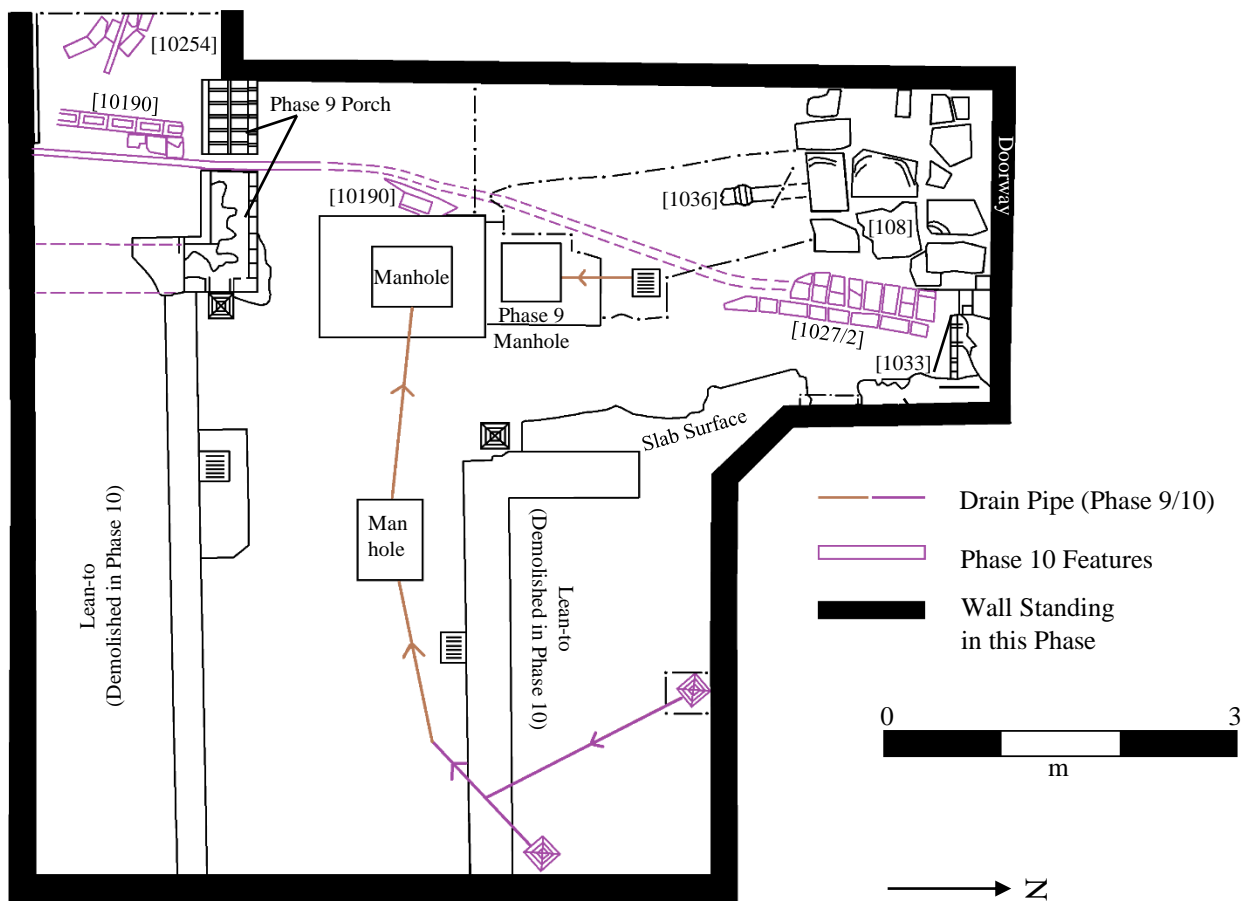 [10254]
[10190]
Phase 9 Porch
Doorway
[10190]
[1036]
[108]
Manhole
Phase 9
Manhole
[1027/2]
[1033]
Slab Surface
Lean-to
(Demolished in Phase 10)
Man
hole
Lean-to
(Demolished in Phase 10)
Drain Pipe (Phase 9/10)
Phase 10 Features
Wall Standing
in this Phase
0 3
m
N